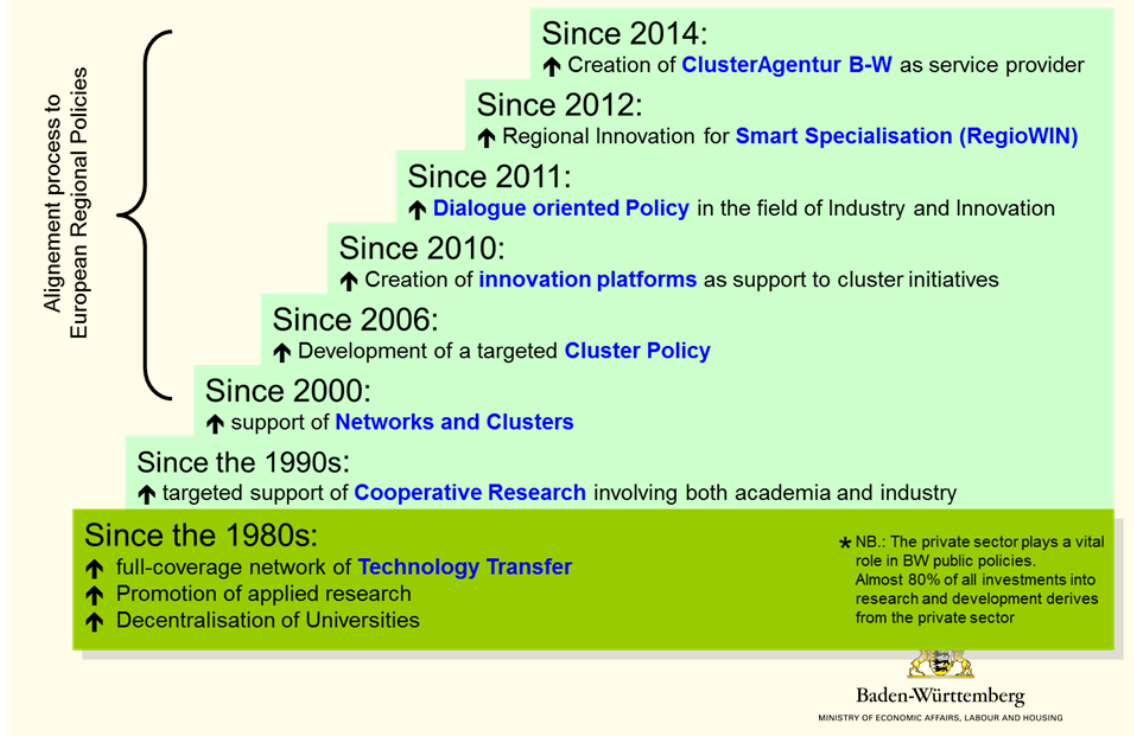 Since 2014:
🡅 Creation of ClusterAgentur B-W as service provider
Since 2012:
🡅 Regional Innovation for Smart Specialisation (RegioWIN)
Since 2011:
🡅 Dialogue oriented Policy in the field of Industry and Innovation
Since 2010:
🡅 Creation of innovation platforms as support to cluster initiatives
Since 2006:
🡅 Development of a targeted Cluster Policy
Since 2000:
🡅 support of Networks and Clusters
Since the 1990s:
🡅 targeted support of Cooperative Research involving both academia and industry
Since the 1980s:
🡅 full-coverage network of Technology Transfer
🡅 Promotion of applied research
🡅 Decentralisation of Universities
* NB.: The private sector plays a vital
role in BW public policies.
Almost 80% of all investments into
research and development derives
from the private sector
Alignement process to
European Regional Policies
Baden-Württemberg
MINISTRY OF ECONOMIC AFFAIRS, LABOUR AND HOUSING